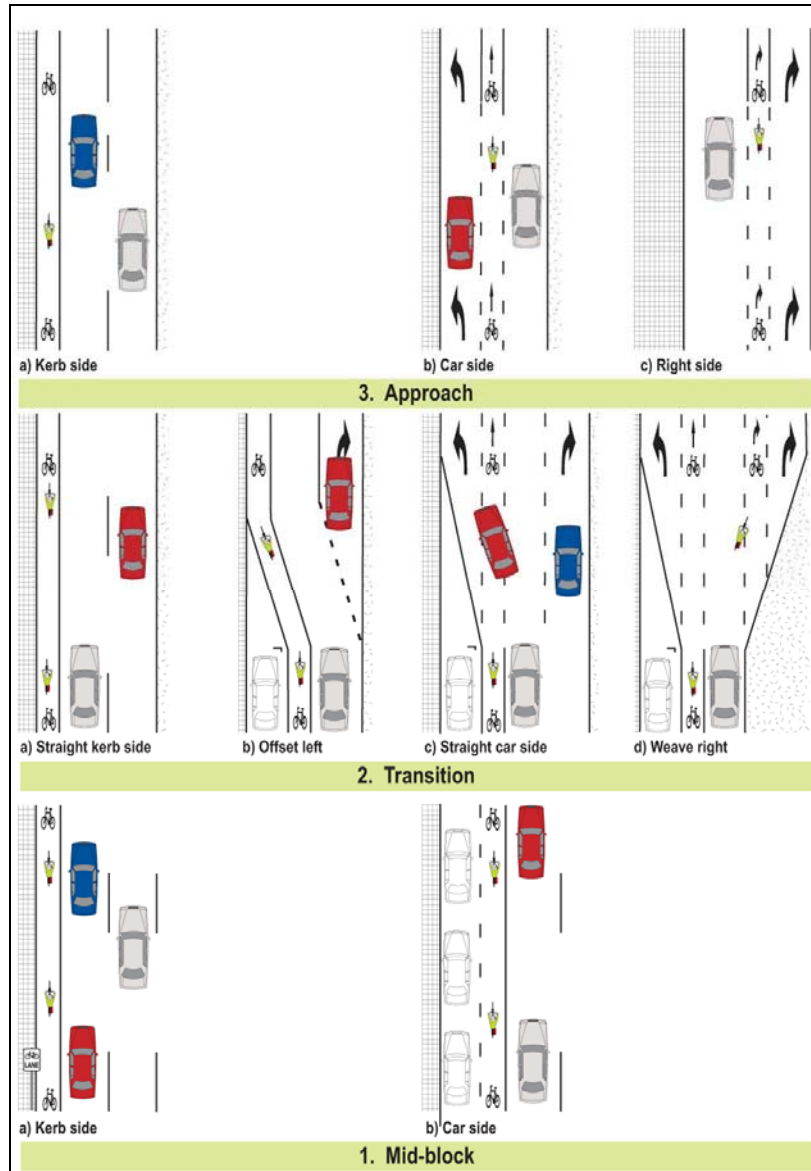 a) Kerb side
b) Car side
c) Right side
3. Approach
a) Straight kerb side
b) Offset left
c) Straight car side
d) Weave right
2. Transition
LANE
a) Kerb side
b) Car side
1. Mid-block